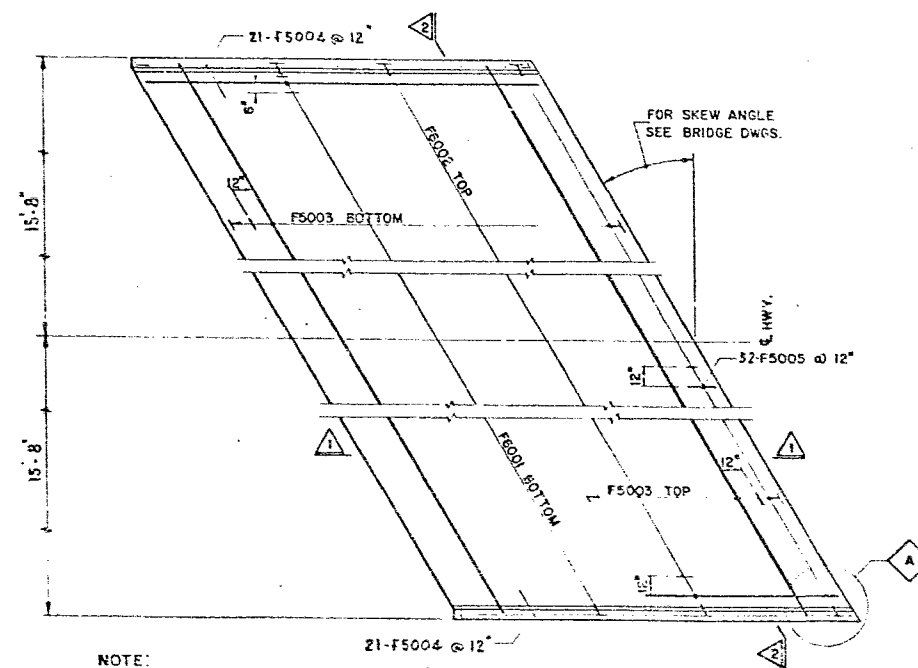 21-F5004 @ 12"
2
FOR SKEW ANGLE
SEE BRIDGE DWGS.
6"
F6002 TOP
15'-8"
12"
F5003 BOTTOM
℄ HWY.
32-F5005 @ 12"
12"
1
1
15'-8"
F6001 BOTTOM
12"
F5003 TOP
A
12"
21-F5004 @ 12"
2
NOTE: